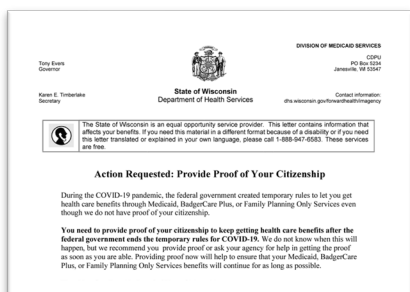 DIVISION OF MEDICAID SERVICES
Tony Evers
Governor
CDPU
PO Box 5234
Janesville, WI 53547
Karen E. Timberlake
Secretary
State of Wisconsin
Department of Health Services
Contact information:
dhs.wisconsin.gov/forwardhealth/imagency
The State of Wisconsin is an equal opportunity service provider. This letter contains information that
affects your benefits. If you need this material in a different format because of a disability or if you need
this letter translated or explained in your own language, please call 1-888-947-6583. These services
are free.
Action Requested: Provide Proof of Your Citizenship
During the COVID-19 pandemic, the federal government created temporary rules to let you get
health care benefits through Medicaid, BadgerCare Plus, or Family Planning Only Services even
though we do not have proof of your citizenship.
You need to provide proof of your citizenship to keep getting health care benefits after the
federal government ends the temporary rules for COVID-19. We do not know when this will
happen, but we recommend you provide proof or ask your agency for help in getting the proof
as soon as you are able. Providing proof now will help to ensure that your Medicaid, BadgerCare
Plus, or Family Planning Only Services benefits will continue for as long as possible.